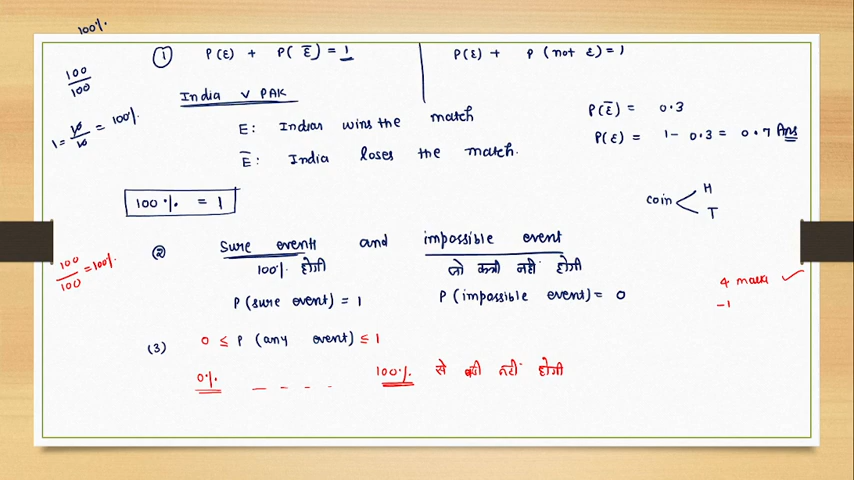 100%
① P(E) + P(Ē) = 1
P(E) + P(not E) = 1
100/100
India v PAK
1 = 10/10 = 100%
E: Indias wins the match
Ē: India loses the match.
P(Ē) = 0.3
P(E) = 1 - 0.3 = 0.7 Ans
100% = 1
coin < H
T
② Sure event and impossible event
100% होगी
जो कभी नहीं होगी
100/100 = 100%
P(sure event) = 1
P(impossible event) = 0
4 marks ✓
-1
(3) 0 ≤ P(any event) ≤ 1
0% _ _ _ _ 100% से नहीं होगी